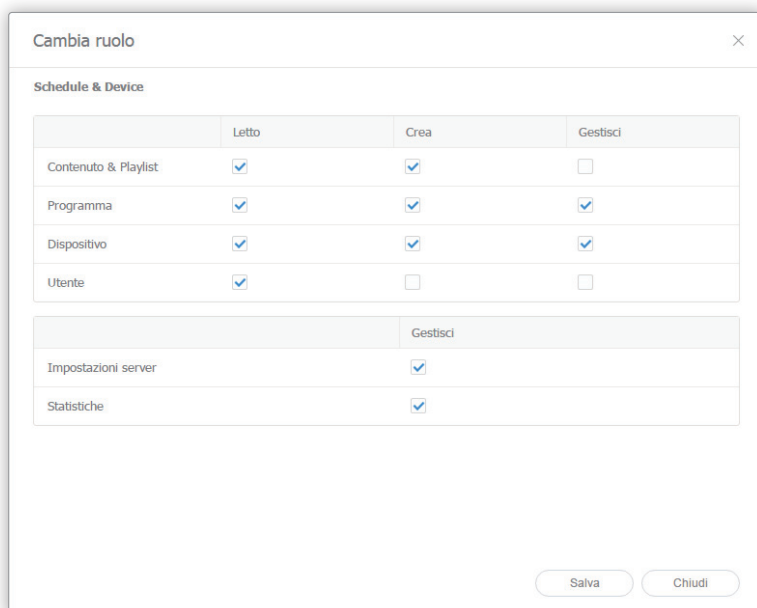 Cambia ruolo
Schedule & Device
Letto Crea Gestisci
Contenuto & Playlist
Programma
Dispositivo
Utente
Gestisci
Impostazioni server
Statistiche
Salva Chiudi